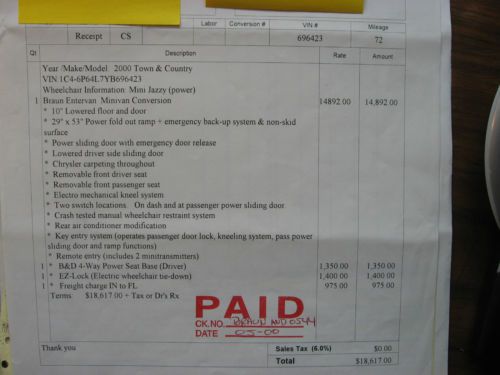 Labor Conversion # VIN # Mileage
Receipt CS 696423 72
Qt Description Rate Amount
Year /Make/Model: 2000 Town & Country
VIN 1C4-6P64L7YB696423
Wheelchair Information: Mini Jazzy (power)
1 Braun Entervan Minivan Conversion 14892.00 14,892.00
* 10" Lowered floor and door
* 29" x 53" Power fold out ramp + emergency back-up system & non-skid
surface
* Power sliding door with emergency door release
* Lowered driver side sliding door
* Chrysler carpeting throughout
* Removable front driver seat
* Removable front passenger seat
* Electro mechanical kneel system
* Two switch locations. On dash and at passenger power sliding door
* Crash tested manual wheelchair restraint system
* Rear air conditioner modification
* Key entry system (operates passenger door lock, kneeling system, pass power
sliding door and ramp functions)
* Remote entry (includes 2 minitransmitters)
1 * B&D 4-Way Power Seat Base (Driver) 1,350.00 1,350.00
1 * EZ-Lock (Electric wheelchair tie-down) 1,400.00 1,400.00
1 * Freight charge IN to FL 975.00 975.00
Terms $18,617.00 + Tax or Dr's Rx
PAID
CK.NO. BRAUN
DATE 05-00
Thank you
Sales Tax (6.0%) $0.00
Total $18,617.00